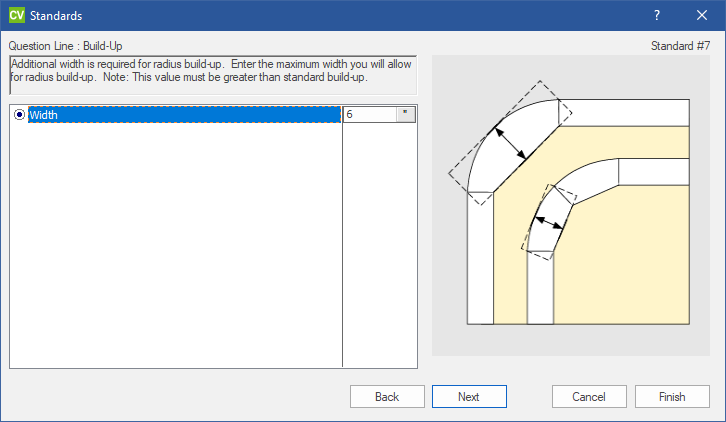 CV Standards
Question Line : Build-Up
Standard #7
Additional width is required for radius build-up.  Enter the maximum width you will allow
for radius build-up.  Note: This value must be greater than standard build-up.
Width 6 "
Back Next Cancel Finish